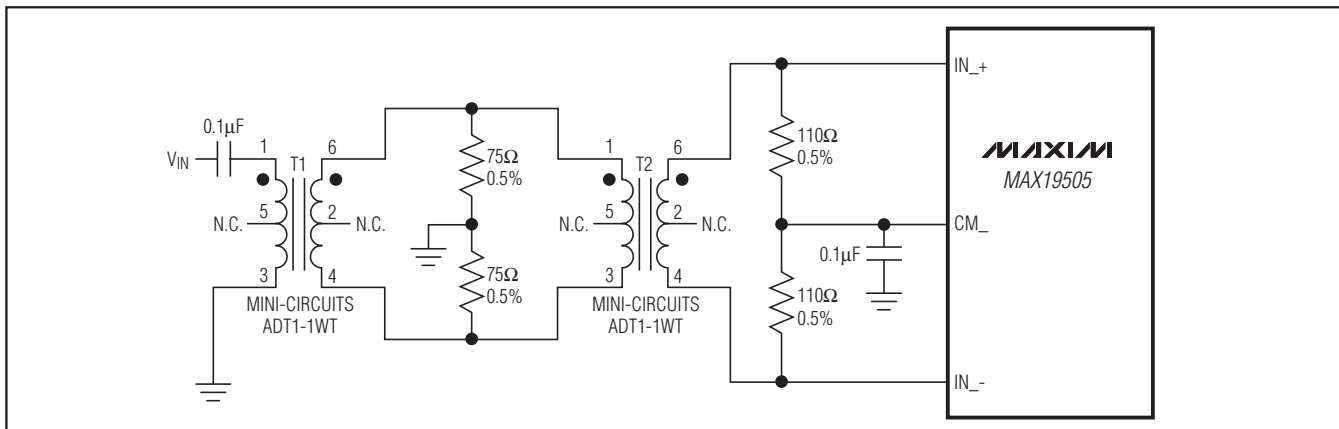 0.1μF
VIN
1
T1
6
5
2
N.C.
N.C.
3
4
MINI-CIRCUITS
ADT1-1WT
75Ω
0.5%
75Ω
0.5%
1
T2
6
5
2
N.C.
N.C.
3
4
MINI-CIRCUITS
ADT1-1WT
110Ω
0.5%
110Ω
0.5%
0.1μF
IN_+
MAXIM
MAX19505
CM_
IN_-